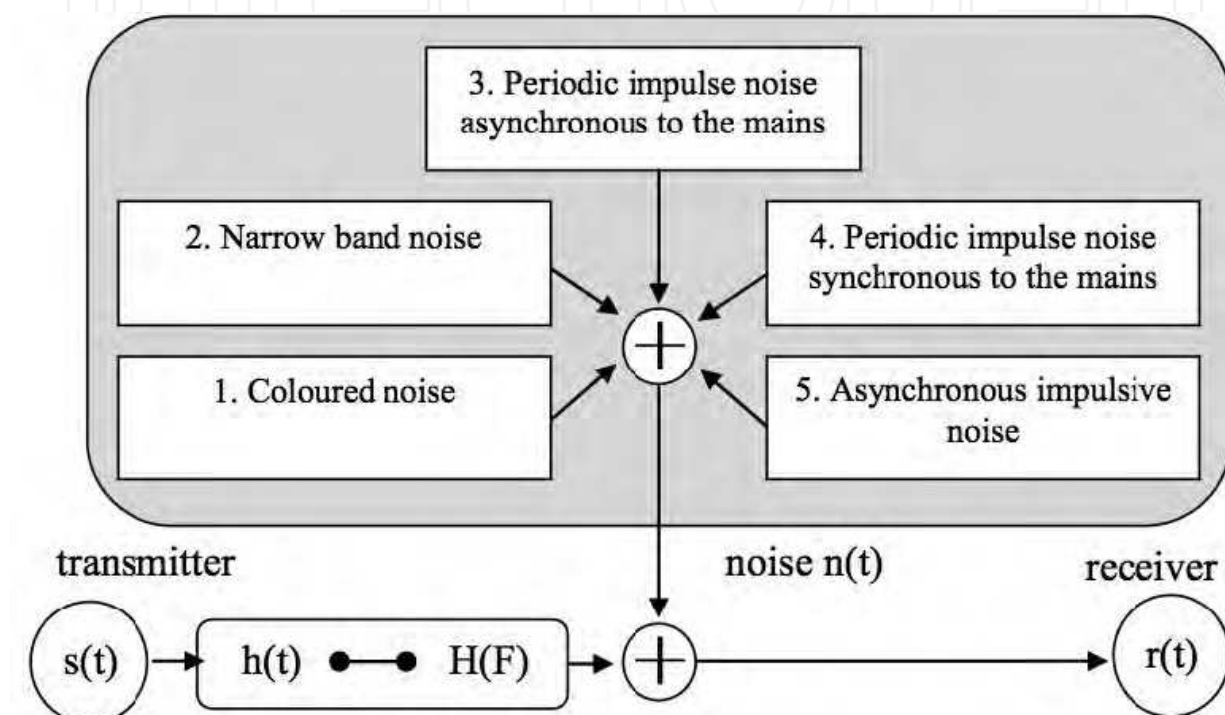 3. Periodic impulse noise
asynchronous to the mains
2. Narrow band noise
4. Periodic impulse noise
synchronous to the mains
1. Coloured noise
5. Asynchronous impulsive
noise
transmitter
noise n(t)
receiver
s(t)
h(t)
H(F)
r(t)